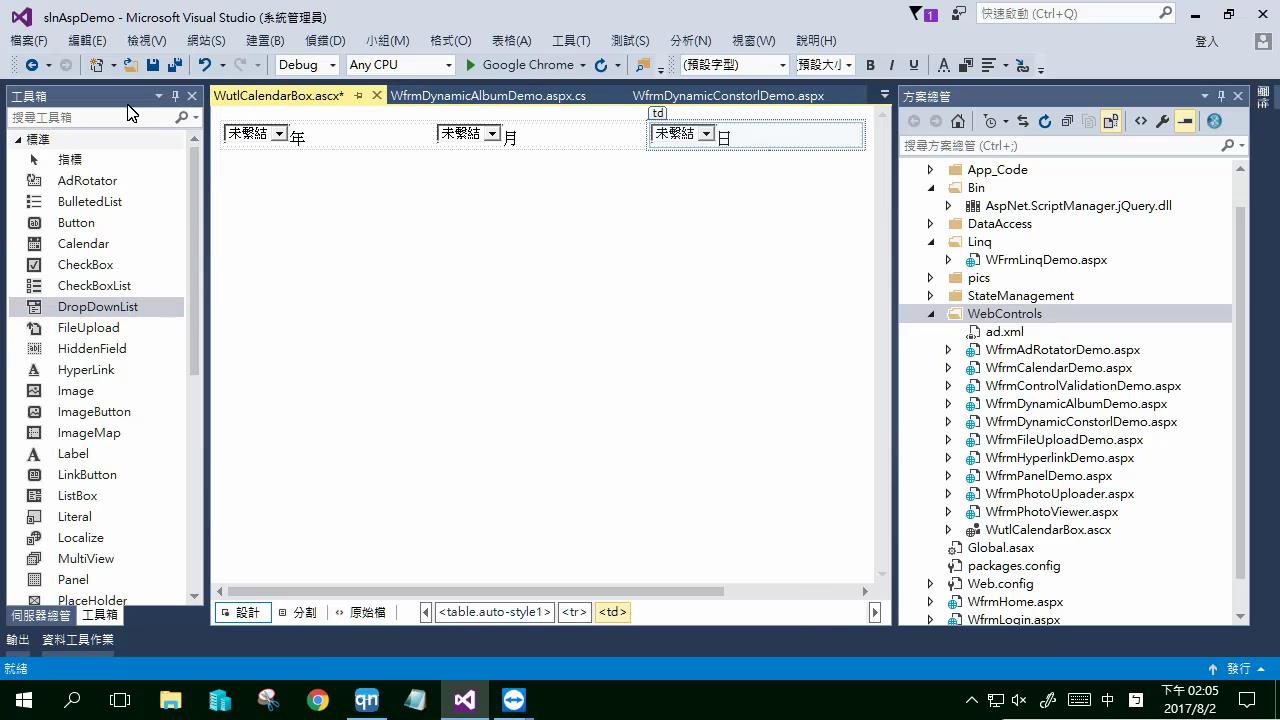 slnAspDemo - Microsoft Visual Studio (系統管理員)
1
快速啟動 (Ctrl+Q)
檔案(F) 編輯(E) 檢視(V) 網站(S) 建置(B) 偵錯(D) 小組(M) 格式(O) 表格(A) 工具(T) 測試(S) 分析(N) 視窗(W) 說明(H)
登入
Debug Any CPU Google Chrome (預設字型) (預設大小 B I U A
工具箱
搜尋工具箱
標準
指標
AdRotator
BulletedList
Button
Calendar
CheckBox
CheckBoxList
DropDownList
FileUpload
HiddenField
HyperLink
Image
ImageButton
ImageMap
Label
LinkButton
ListBox
Literal
Localize
MultiView
Panel
PlaceHolder
伺服器總管 工具箱
WutlCalendarBox.ascx* WfrmDynamicAlbumDemo.aspx.cs WfrmDynamicConstorlDemo.aspx
td
未繫結 年 未繫結 月 未繫結 日
設計 分割 原始檔 <table.auto-style1> <tr> <td>
方案總管
搜尋方案總管 (Ctrl+;)
App_Code
Bin
AspNet.ScriptManager.jQuery.dll
DataAccess
Linq
WFrmLinqDemo.aspx
pics
StateManagement
WebControls
ad.xml
WfrmAdRotatorDemo.aspx
WfrmCalendarDemo.aspx
WfrmControlValidationDemo.aspx
WfrmDynamicAlbumDemo.aspx
WfrmDynamicConstorlDemo.aspx
WfrmFileUploadDemo.aspx
WfrmHyperlinkDemo.aspx
WfrmPanelDemo.aspx
WfrmPhotoUploader.aspx
WfrmPhotoViewer.aspx
WutlCalendarBox.ascx
Global.asax
packages.config
Web.config
WfrmHome.aspx
WfrmLogin.aspx
輸出 資料工具作業
就緒
發行
qn
中
下午 02:05
2017/8/2